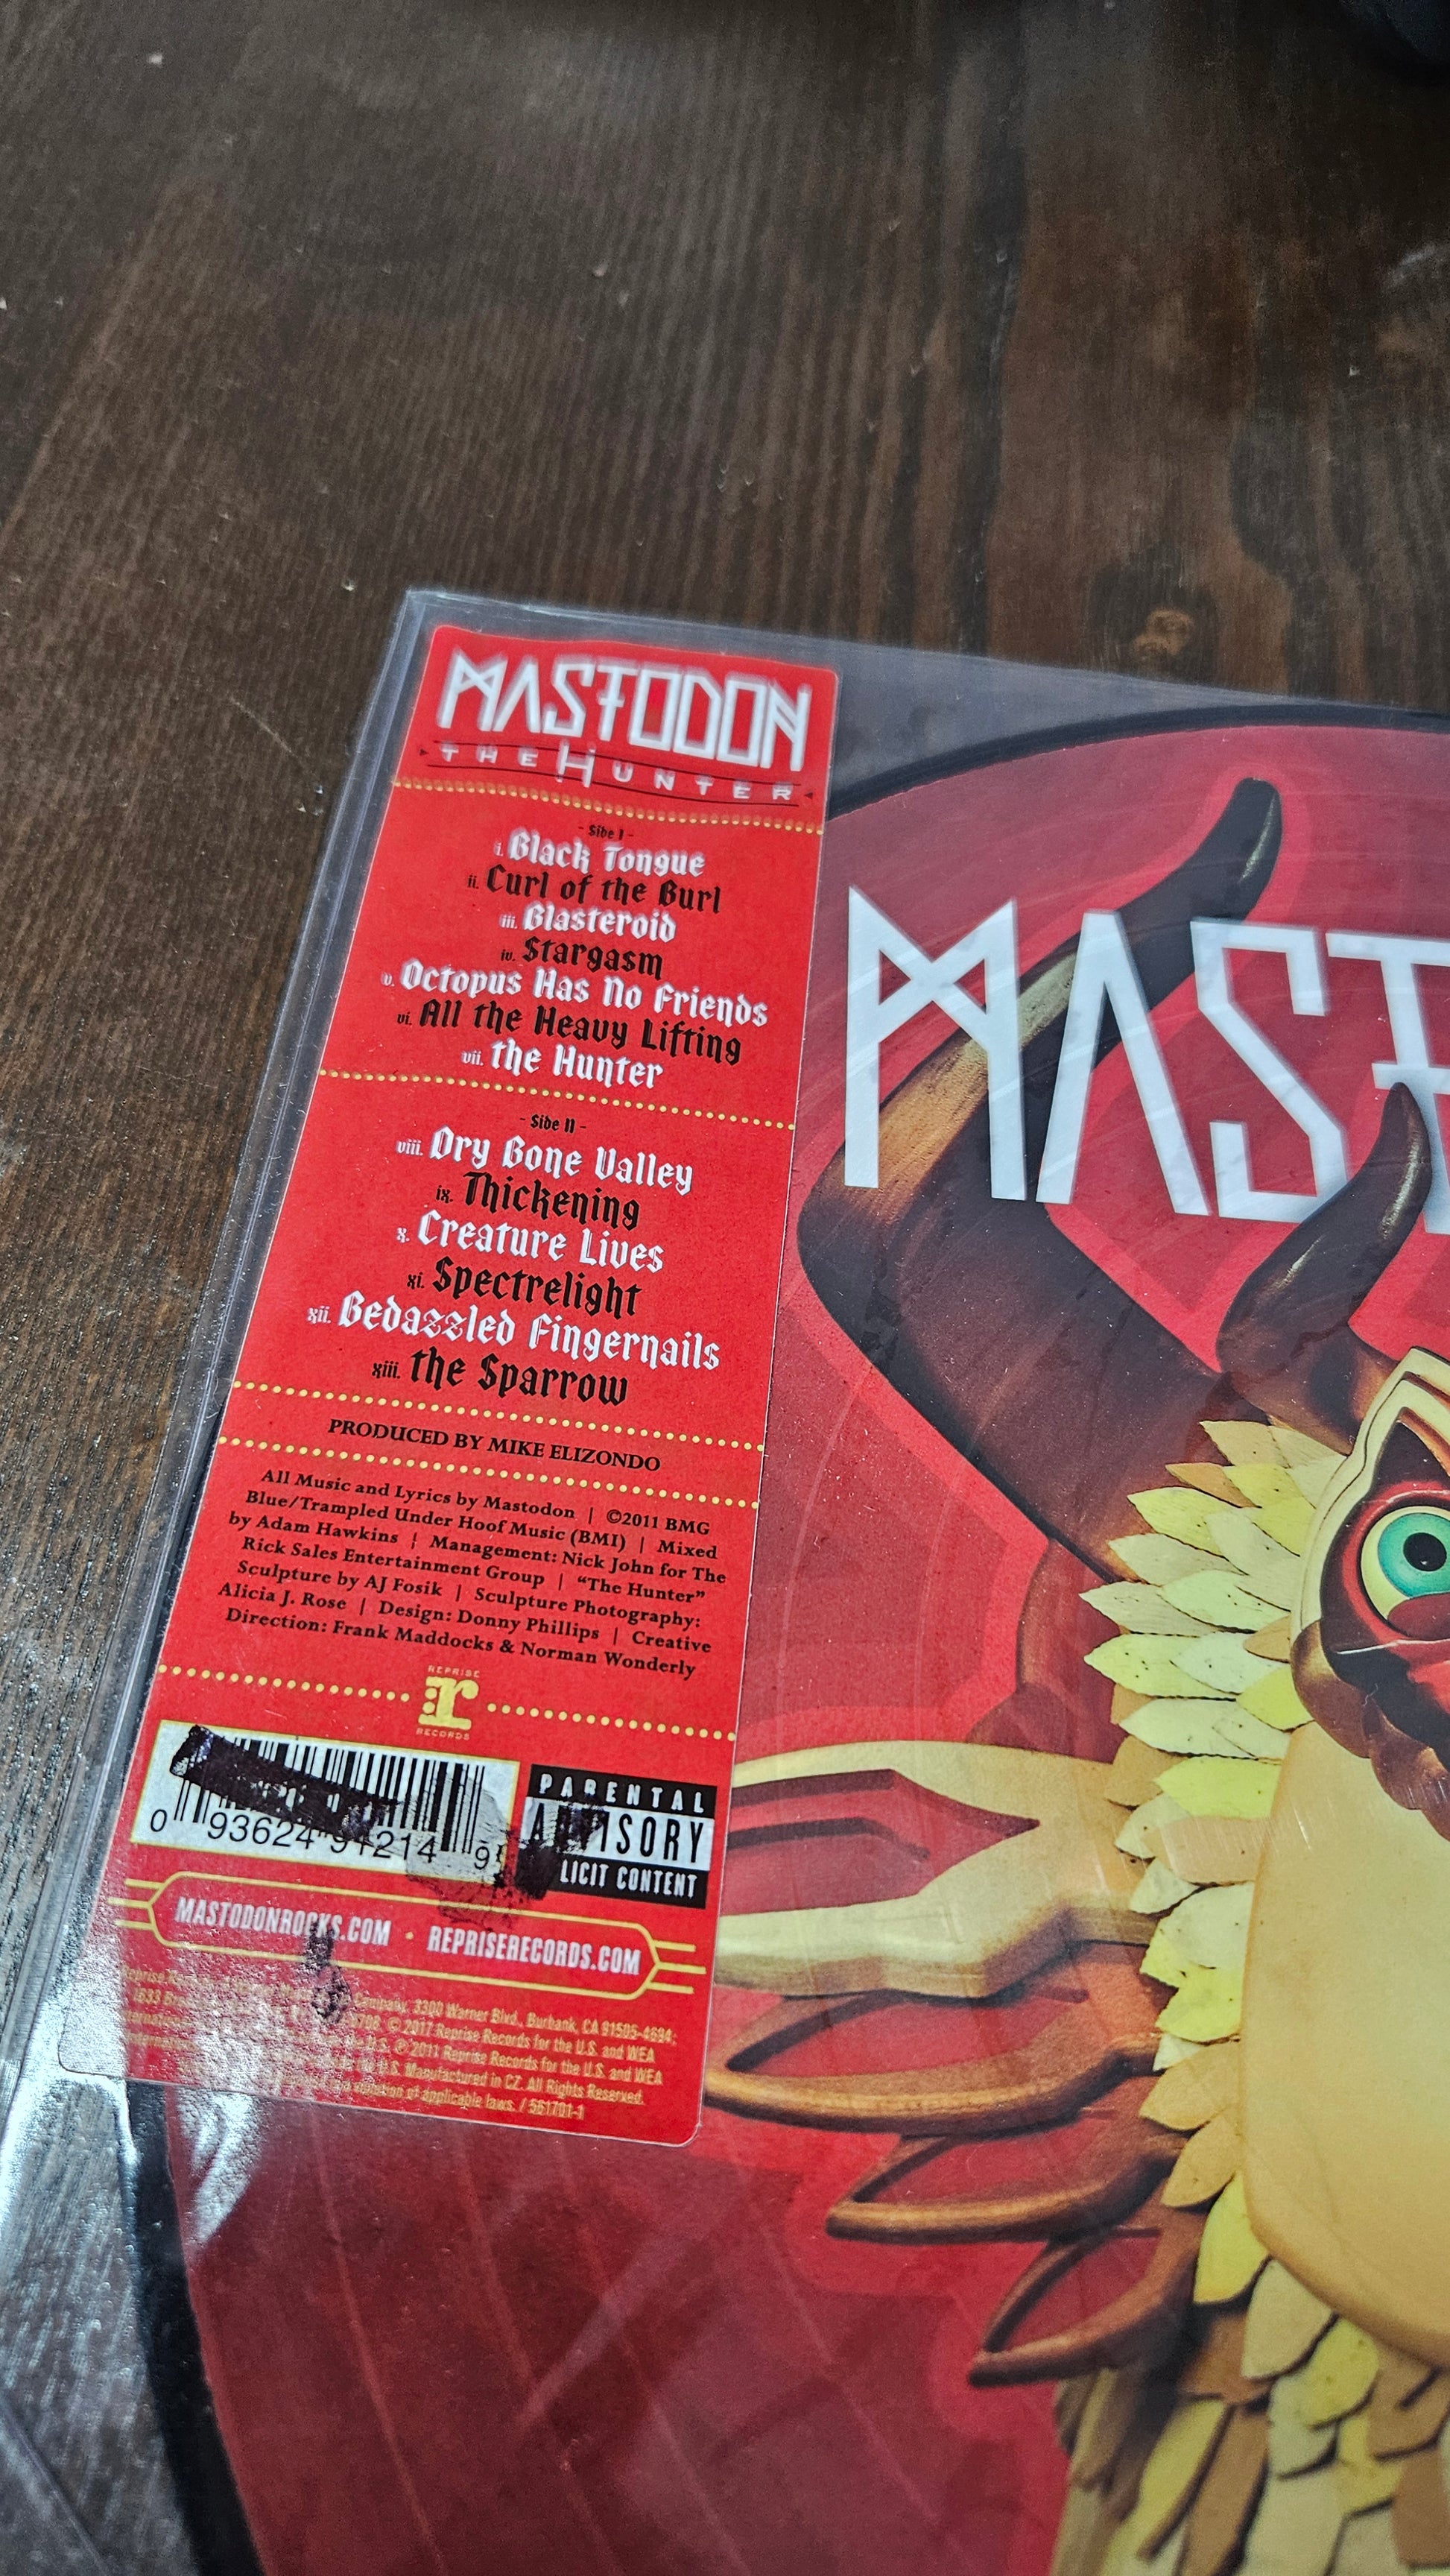 MASTODON
THE HUNTER
- Side I -
i. Black Tongue
ii. Curl of the Burl
iii. Blasteroid
iv. Stargasm
v. Octopus Has No Friends
vi. All the Heavy Lifting
vii. the Hunter
- Side II -
viii. Dry Bone Valley
ix. Thickening
x. Creature Lives
xi. Spectrelight
xii. Bedazzled Fingernails
xiii. the Sparrow
PRODUCED BY MIKE ELIZONDO
All Music and Lyrics by Mastodon | ©2011 BMG
Blue/Trampled Under Hoof Music (BMI) | Mixed
by Adam Hawkins | Management: Nick John for The
Rick Sales Entertainment Group | “The Hunter”
Sculpture by AJ Fosik | Sculpture Photography:
Alicia J. Rose | Design: Donny Phillips | Creative
Direction: Frank Maddocks & Norman Wonderly
REPRISE
r
RECORDS
0 93624 91214 9
PARENTAL
ADVISORY
LICIT CONTENT
MASTODONROCKS.COM · REPRISERECORDS.COM
Company, 3300 Warner Blvd., Burbank, CA 91505-4694;
© 2017 Reprise Records for the U.S. and WEA
U.S. ℗ 2011 Reprise Records for the U.S. and WEA
U.S. Manufactured in CZ. All Rights Reserved.
of applicable laws. / 561701-1
MAST